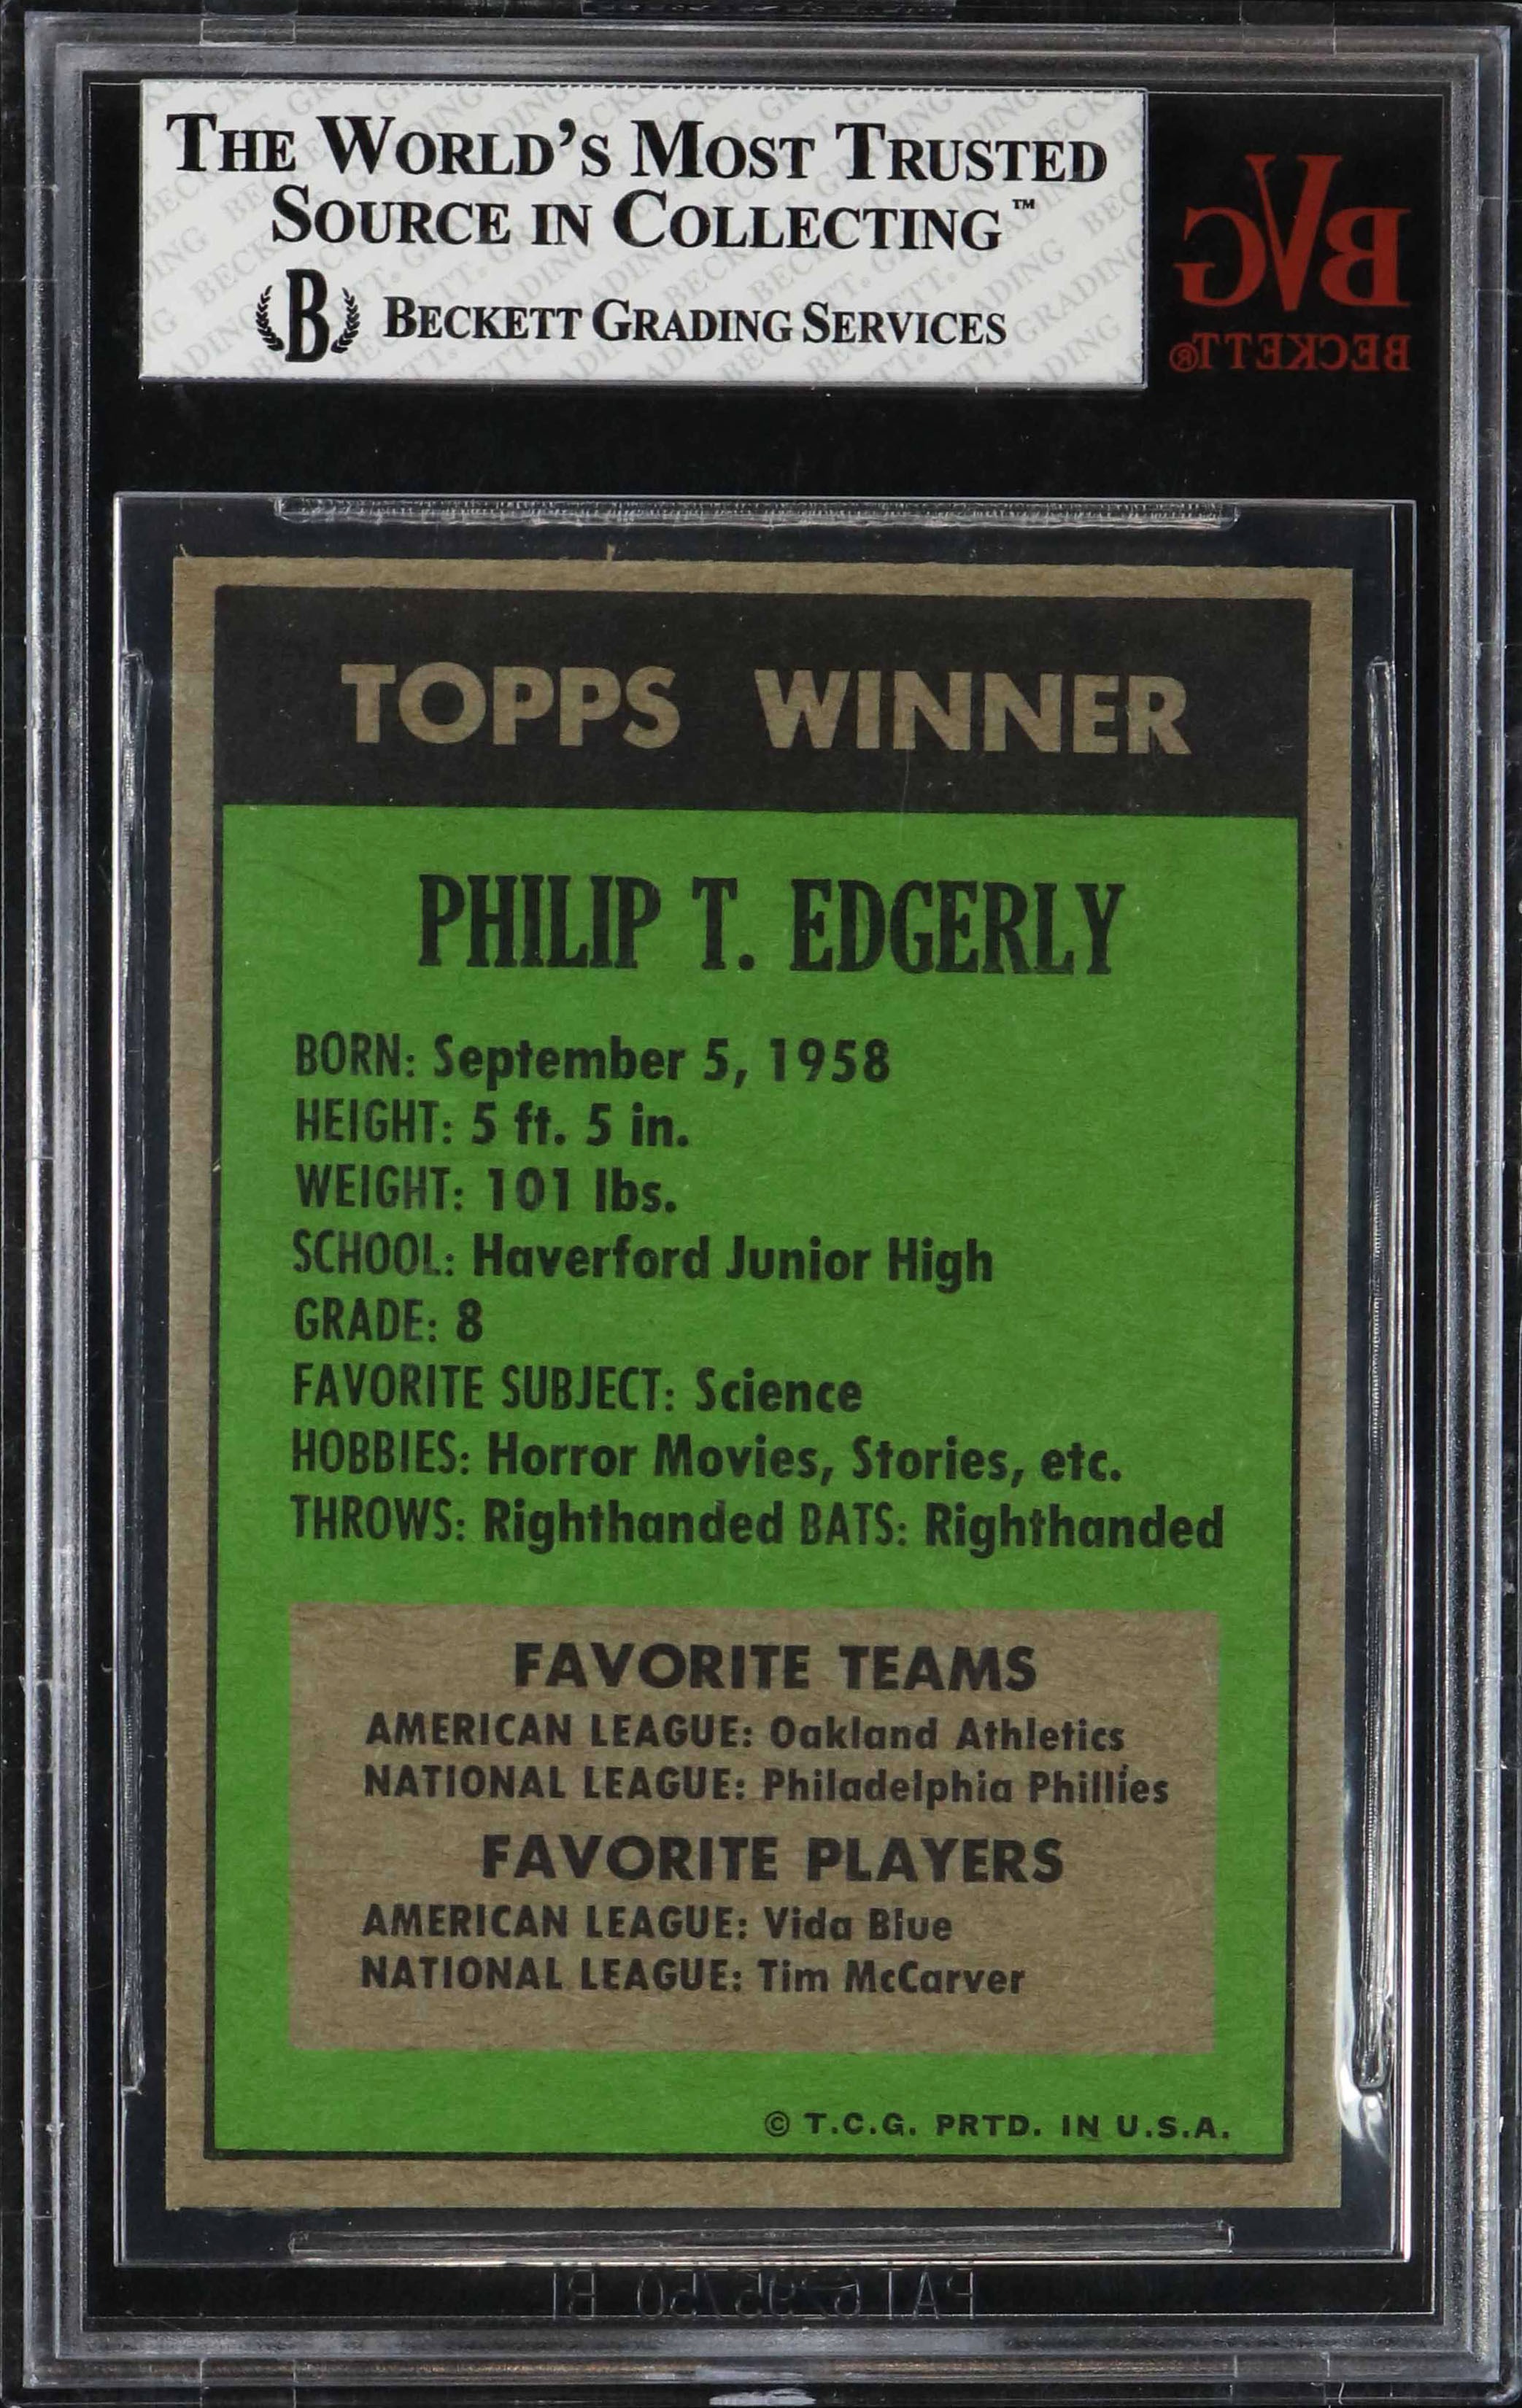 THE WORLD'S MOST TRUSTED
SOURCE IN COLLECTING™
B BECKETT GRADING SERVICES
BVG
BECKETT®
TOPPS WINNER
PHILIP T. EDGERLY
BORN: September 5, 1958
HEIGHT: 5 ft. 5 in.
WEIGHT: 101 lbs.
SCHOOL: Haverford Junior High
GRADE: 8
FAVORITE SUBJECT: Science
HOBBIES: Horror Movies, Stories, etc.
THROWS: Righthanded BATS: Righthanded
FAVORITE TEAMS
AMERICAN LEAGUE: Oakland Athletics
NATIONAL LEAGUE: Philadelphia Phillies
FAVORITE PLAYERS
AMERICAN LEAGUE: Vida Blue
NATIONAL LEAGUE: Tim McCarver
© T.C.G. PRTD. IN U.S.A.